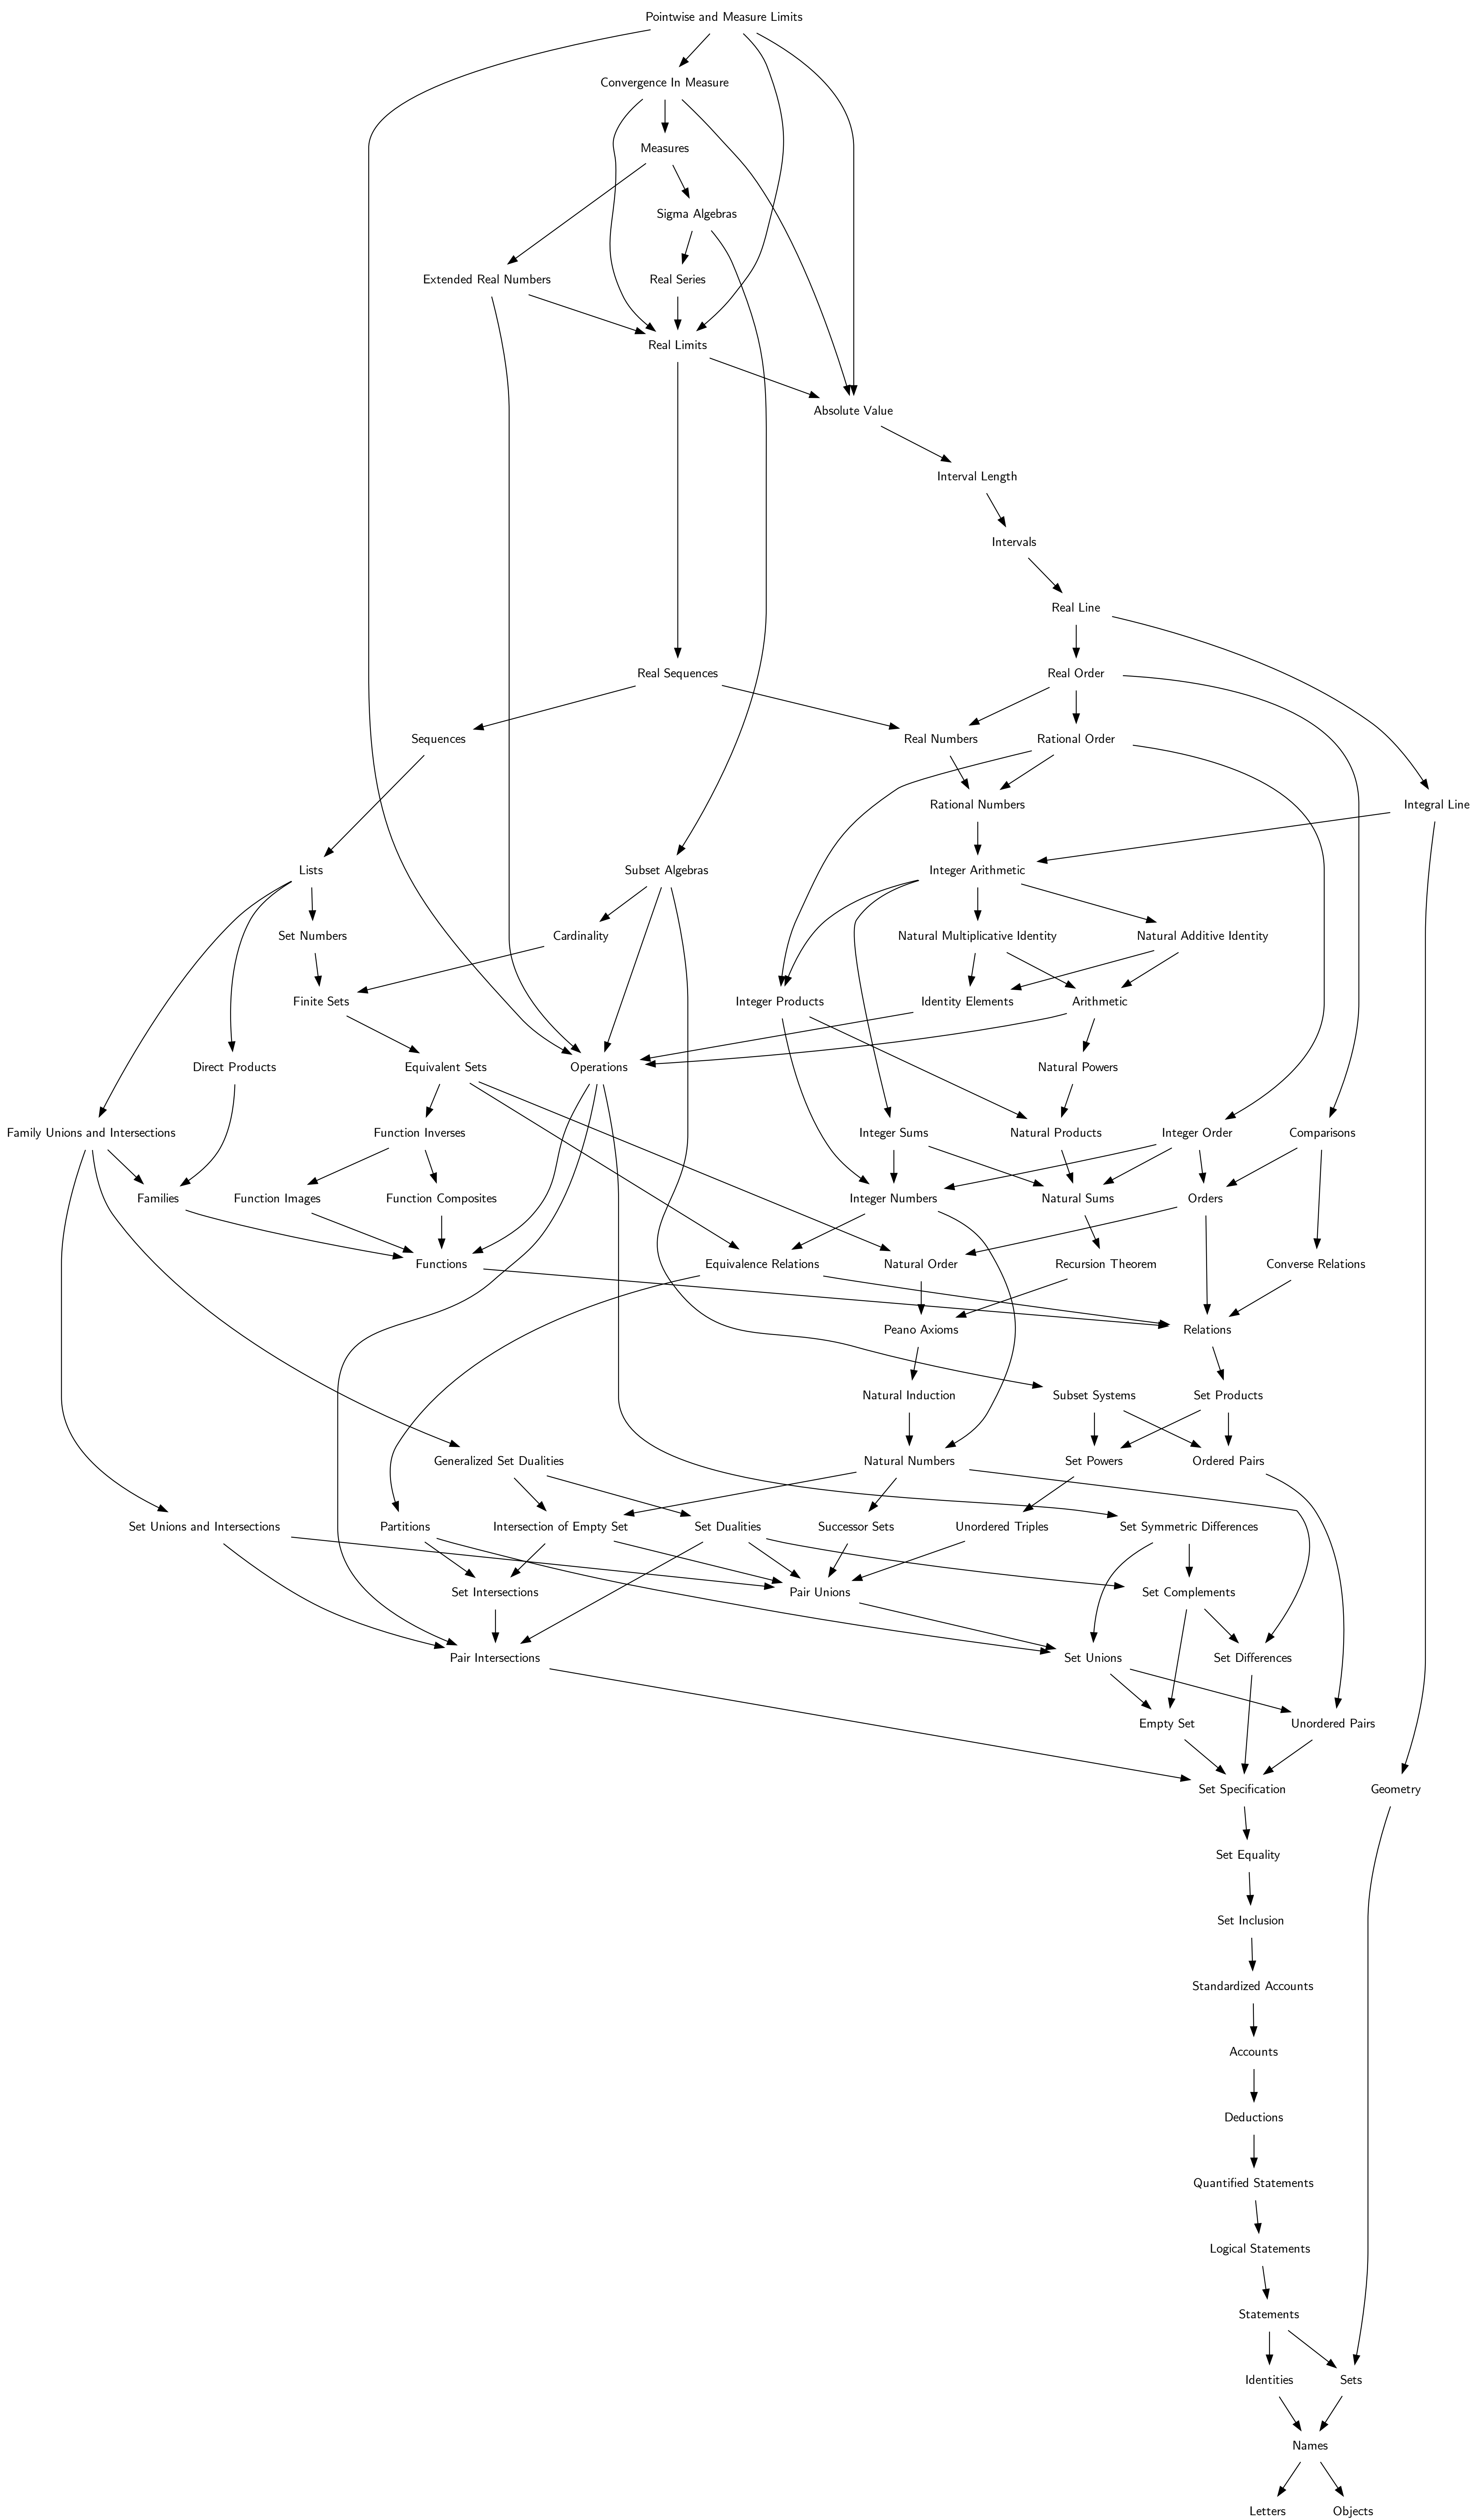 Pointwise and Measure Limits
Convergence In Measure
Measures
Sigma Algebras
Extended Real Numbers
Real Series
Real Limits
Absolute Value
Interval Length
Intervals
Real Line
Real Sequences
Real Order
Sequences
Real Numbers
Rational Order
Rational Numbers
Integral Line
Lists
Subset Algebras
Integer Arithmetic
Set Numbers
Cardinality
Natural Multiplicative Identity
Natural Additive Identity
Finite Sets
Integer Products
Identity Elements
Arithmetic
Direct Products
Equivalent Sets
Operations
Natural Powers
Family Unions and Intersections
Function Inverses
Integer Sums
Natural Products
Integer Order
Comparisons
Families
Function Images
Function Composites
Integer Numbers
Natural Sums
Orders
Functions
Equivalence Relations
Natural Order
Recursion Theorem
Converse Relations
Peano Axioms
Relations
Natural Induction
Subset Systems
Set Products
Generalized Set Dualities
Natural Numbers
Set Powers
Ordered Pairs
Set Unions and Intersections
Partitions
Intersection of Empty Set
Set Dualities
Successor Sets
Unordered Triples
Set Symmetric Differences
Set Intersections
Pair Unions
Set Complements
Pair Intersections
Set Unions
Set Differences
Empty Set
Unordered Pairs
Set Specification
Geometry
Set Equality
Set Inclusion
Standardized Accounts
Accounts
Deductions
Quantified Statements
Logical Statements
Statements
Identities
Sets
Names
Letters
Objects